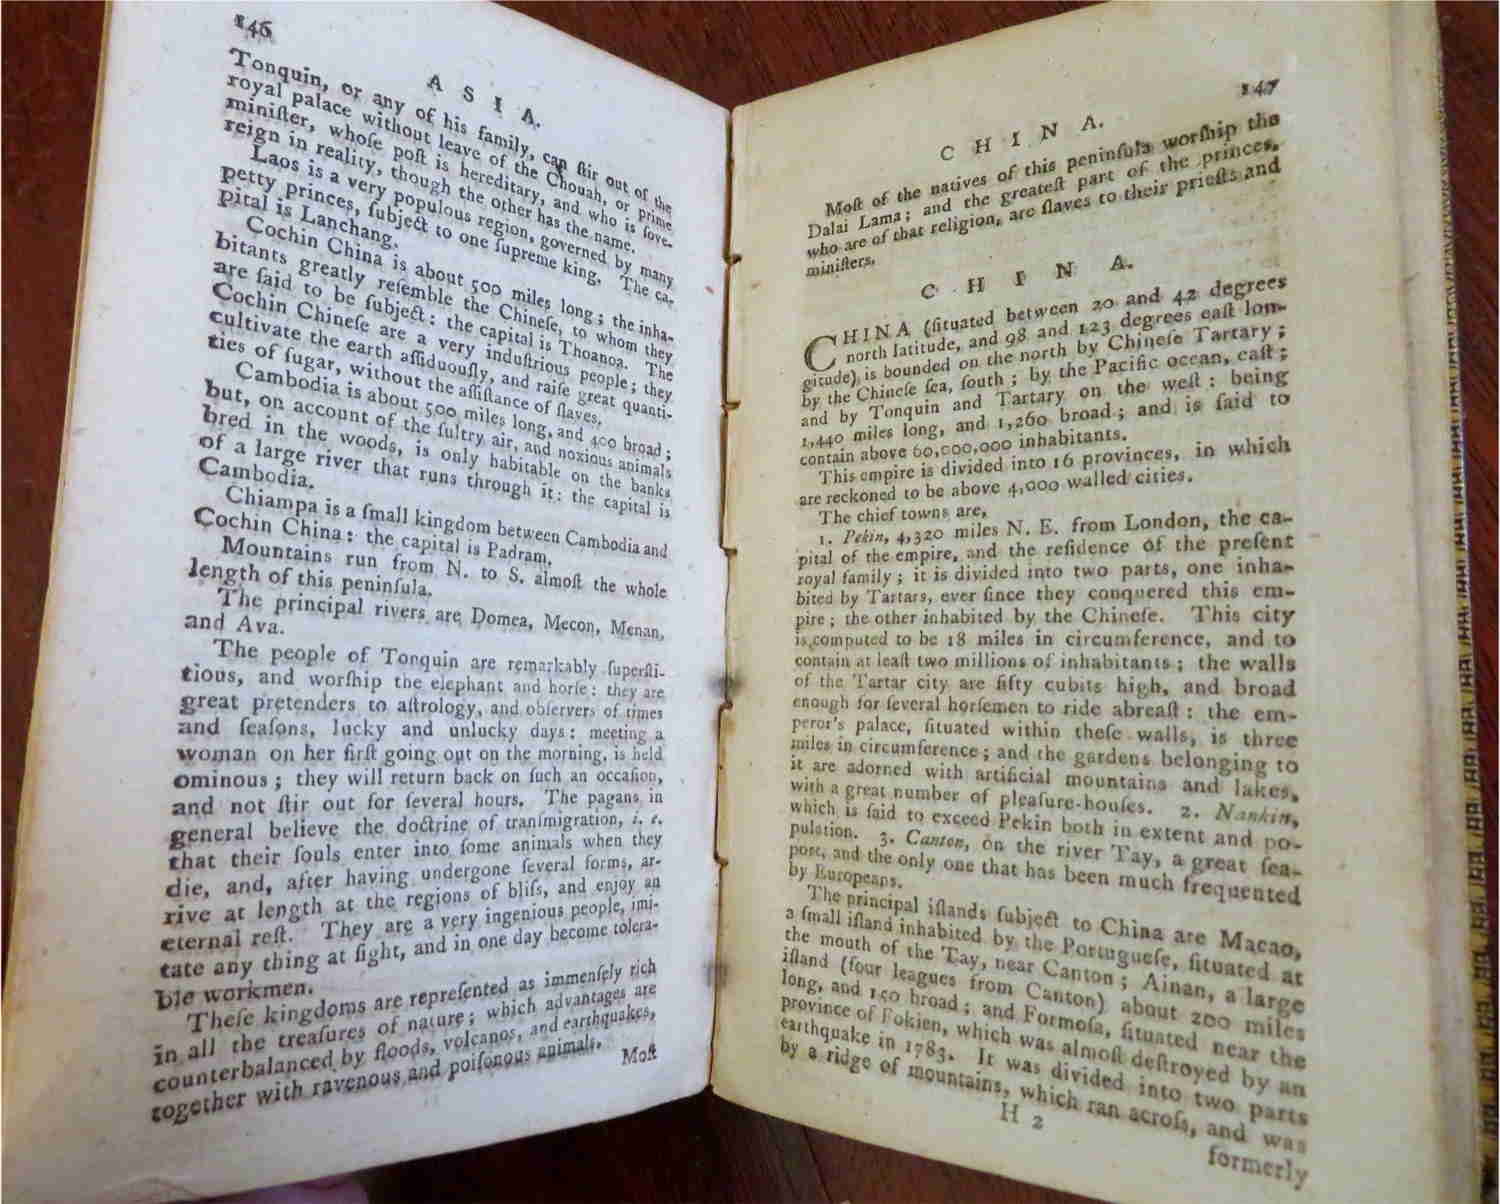 146
ASIA.
Tonquin, or any of his family, can ſtir out of the
royal palace without leave of the Chouah, or prime
miniſter, whoſe poſt is hereditary, and who is ſove-
reign in reality, though the other has the name.
Laos is a very populous region, governed by many
petty princes, ſubject to one ſupreme king. The ca-
pital is Lanchang.
Cochin China is about 500 miles long; the inha-
bitants greatly reſemble the Chineſe, to whom they
are ſaid to be ſubject: the capital is Thoanoa. The
Cochin Chineſe are a very induſtrious people; they
cultivate the earth aſſiduouſly, and raiſe great quanti-
ties of ſugar, without the aſſiſtance of ſlaves.
Cambodia is about 500 miles long, and 400 broad;
but, on account of the ſultry air, and noxious animals
bred in the woods, is only habitable on the banks
of a large river that runs through it: the capital is
Cambodia.
Chiampa is a ſmall kingdom between Cambodia and
Cochin China: the capital is Padram.
Mountains run from N. to S. almoſt the whole
length of this peninſula.
The principal rivers are Domea, Mecon, Menan,
and Ava.
The people of Tonquin are remarkably ſuperſti-
tious, and worſhip the elephant and horſe: they are
great pretenders to aſtrology, and obſervers of times
and ſeaſons, lucky and unlucky days: meeting a
woman on her firſt going out on the morning, is held
ominous; they will return back on ſuch an occaſion,
and not ſtir out for ſeveral hours. The pagans in
general believe the doctrine of tranſmigration, i. e.
that their ſouls enter into ſome animals when they
die, and, after having undergone ſeveral forms, ar-
rive at length at the regions of bliſs, and enjoy an
eternal reſt. They are a very ingenious people, imi-
tate any thing at ſight, and in one day become tolera-
ble workmen.
Theſe kingdoms are repreſented as immenſely rich
in all the treaſures of nature; which advantages are
counterbalanced by floods, volcanos, and earthquakes,
together with ravenous and poiſonous animals.
Moſt
147
CHINA.
Moſt of the natives of this peninſula worſhip the
Dalai Lama; and the greateſt part of the princes,
who are of that religion, are ſlaves to their prieſts and
miniſters.
CHINA.
CHINA (ſituated between 20 and 42 degrees
north latitude, and 98 and 123 degrees eaſt lon-
gitude) is bounded on the north by Chineſe Tartary;
by the Chineſe ſea, ſouth; by the Pacific ocean, eaſt;
and by Tonquin and Tartary on the weſt: being
1,440 miles long, and 1,260 broad; and is ſaid to
contain above 60,000,000 inhabitants.
This empire is divided into 16 provinces, in which
are reckoned to be above 4,000 walled cities.
The chief towns are,
1. Pekin, 4,320 miles N. E. from London, the ca-
pital of the empire, and the reſidence of the preſent
royal family; it is divided into two parts, one inha-
bited by Tartars, ever ſince they conquered this em-
pire; the other inhabited by the Chineſe. This city
is computed to be 18 miles in circumference, and to
contain at leaſt two millions of inhabitants; the walls
of the Tartar city are fifty cubits high, and broad
enough for ſeveral horſemen to ride abreaſt: the em-
peror's palace, ſituated within theſe walls, is three
miles in circumference; and the gardens belonging to
it are adorned with artificial mountains and lakes,
with a great number of pleaſure-houſes. 2. Nankin,
which is ſaid to exceed Pekin both in extent and po-
pulation. 3. Canton, on the river Tay, a great ſea-
port, and the only one that has been much frequented
by Europeans.
The principal iſlands ſubject to China are Macao,
a ſmall iſland inhabited by the Portugueſe, ſituated at
the mouth of the Tay, near Canton; Ainan, a large
iſland (four leagues from Canton) about 200 miles
long, and 150 broad; and Formoſa, ſituated near the
province of Fokien, which was almoſt deſtroyed by an
earthquake in 1783. It was divided into two parts
by a ridge of mountains, which ran acroſs, and was
H 2
formerly